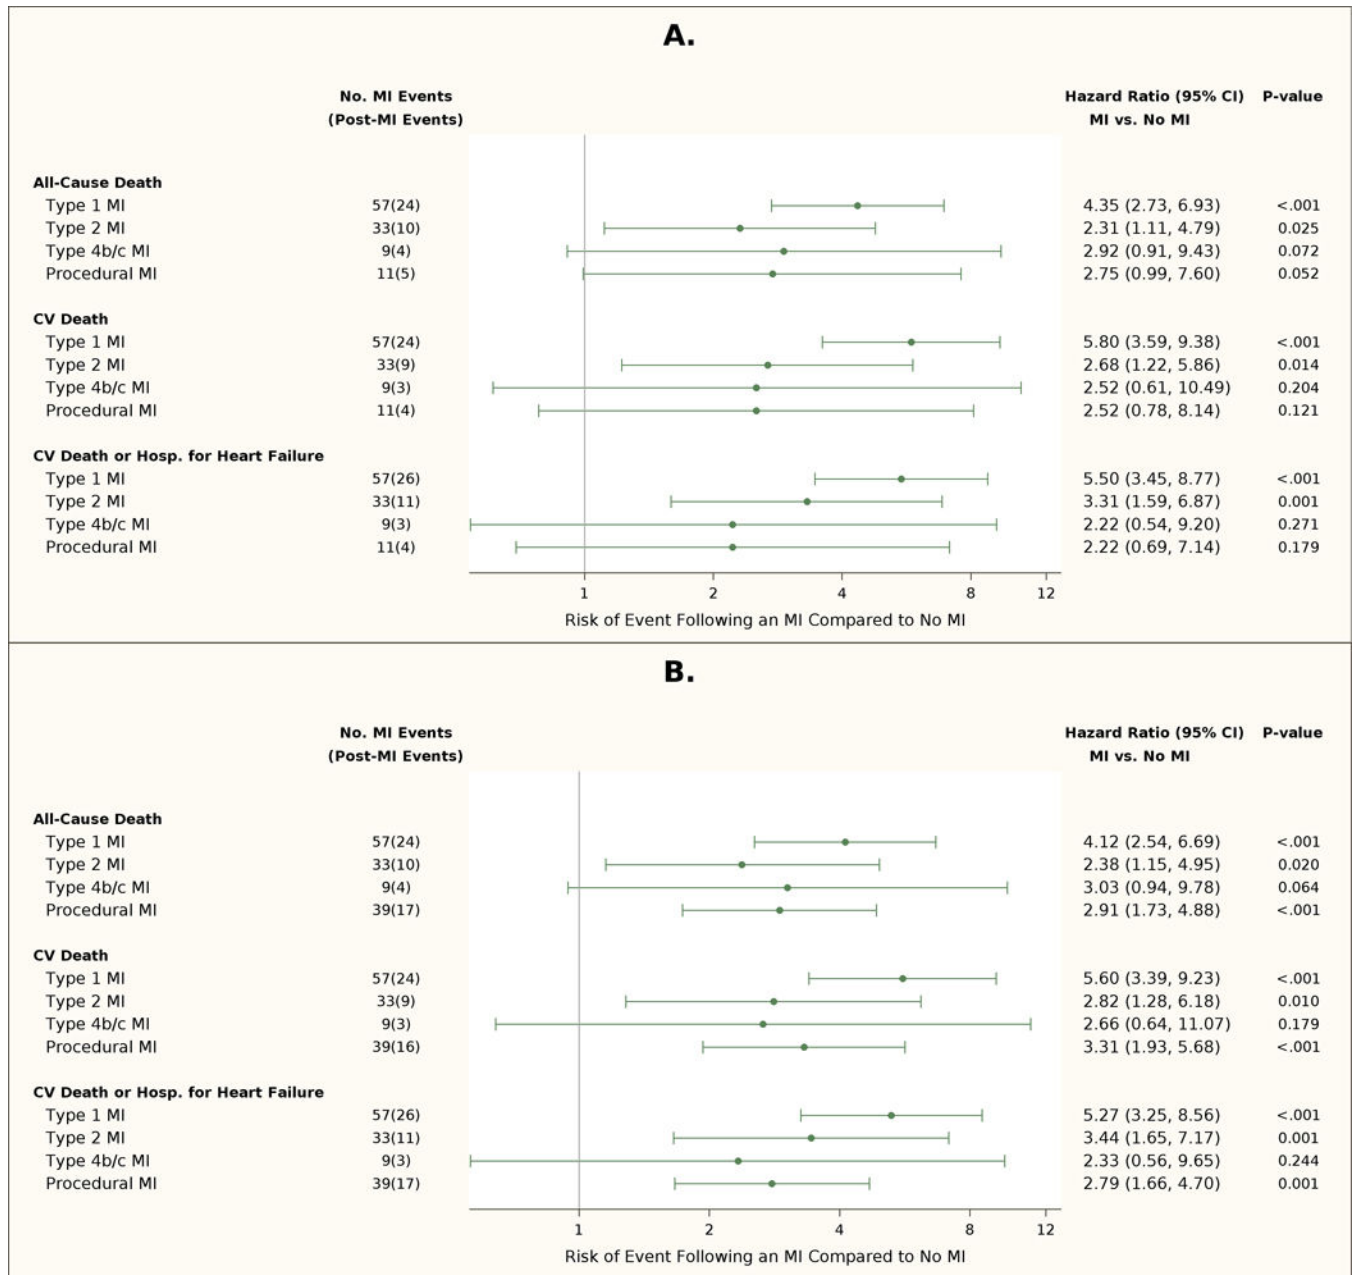 A.
No. MI Events Hazard Ratio (95% CI) P-value
(Post-MI Events) MI vs. No MI
All-Cause Death
Type 1 MI 57(24) 4.35 (2.73, 6.93) <.001
Type 2 MI 33(10) 2.31 (1.11, 4.79) 0.025
Type 4b/c MI 9(4) 2.92 (0.91, 9.43) 0.072
Procedural MI 11(5) 2.75 (0.99, 7.60) 0.052
CV Death
Type 1 MI 57(24) 5.80 (3.59, 9.38) <.001
Type 2 MI 33(9) 2.68 (1.22, 5.86) 0.014
Type 4b/c MI 9(3) 2.52 (0.61, 10.49) 0.204
Procedural MI 11(4) 2.52 (0.78, 8.14) 0.121
CV Death or Hosp. for Heart Failure
Type 1 MI 57(26) 5.50 (3.45, 8.77) <.001
Type 2 MI 33(11) 3.31 (1.59, 6.87) 0.001
Type 4b/c MI 9(3) 2.22 (0.54, 9.20) 0.271
Procedural MI 11(4) 2.22 (0.69, 7.14) 0.179
1 2 4 8 12
Risk of Event Following an MI Compared to No MI
B.
No. MI Events Hazard Ratio (95% CI) P-value
(Post-MI Events) MI vs. No MI
All-Cause Death
Type 1 MI 57(24) 4.12 (2.54, 6.69) <.001
Type 2 MI 33(10) 2.38 (1.15, 4.95) 0.020
Type 4b/c MI 9(4) 3.03 (0.94, 9.78) 0.064
Procedural MI 39(17) 2.91 (1.73, 4.88) <.001
CV Death
Type 1 MI 57(24) 5.60 (3.39, 9.23) <.001
Type 2 MI 33(9) 2.82 (1.28, 6.18) 0.010
Type 4b/c MI 9(3) 2.66 (0.64, 11.07) 0.179
Procedural MI 39(16) 3.31 (1.93, 5.68) <.001
CV Death or Hosp. for Heart Failure
Type 1 MI 57(26) 5.27 (3.25, 8.56) <.001
Type 2 MI 33(11) 3.44 (1.65, 7.17) 0.001
Type 4b/c MI 9(3) 2.33 (0.56, 9.65) 0.244
Procedural MI 39(17) 2.79 (1.66, 4.70) 0.001
1 2 4 8 12
Risk of Event Following an MI Compared to No MI